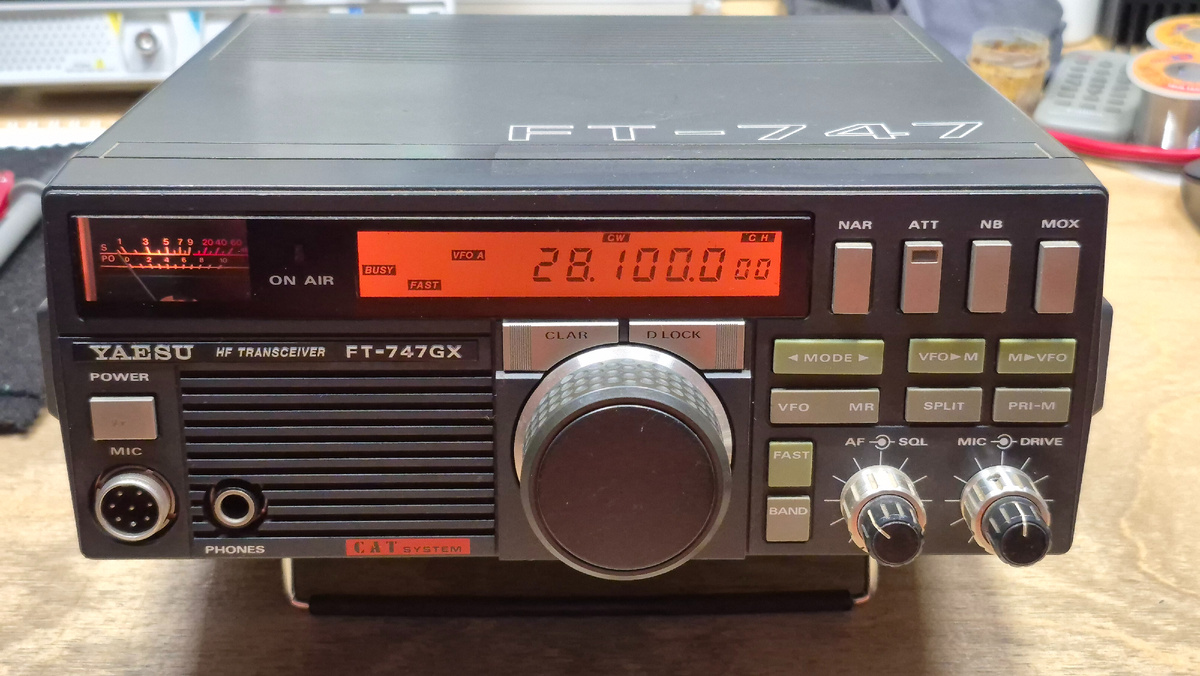 FT-747
NAR ATT NB MOX
S 1 3 5 7 9 20 40 60
PO 0 2 4 6 8 10
ON AIR
CW CH
VFO A 28.100.0 00
BUSY
FAST
CLAR D LOCK
YAESU HF TRANSCEIVER FT-747GX
◄ MODE ► VFO►M M►VFO
POWER
VFO MR SPLIT PRI-M
MIC
AF SQL MIC DRIVE
FAST
BAND
PHONES
CAT SYSTEM